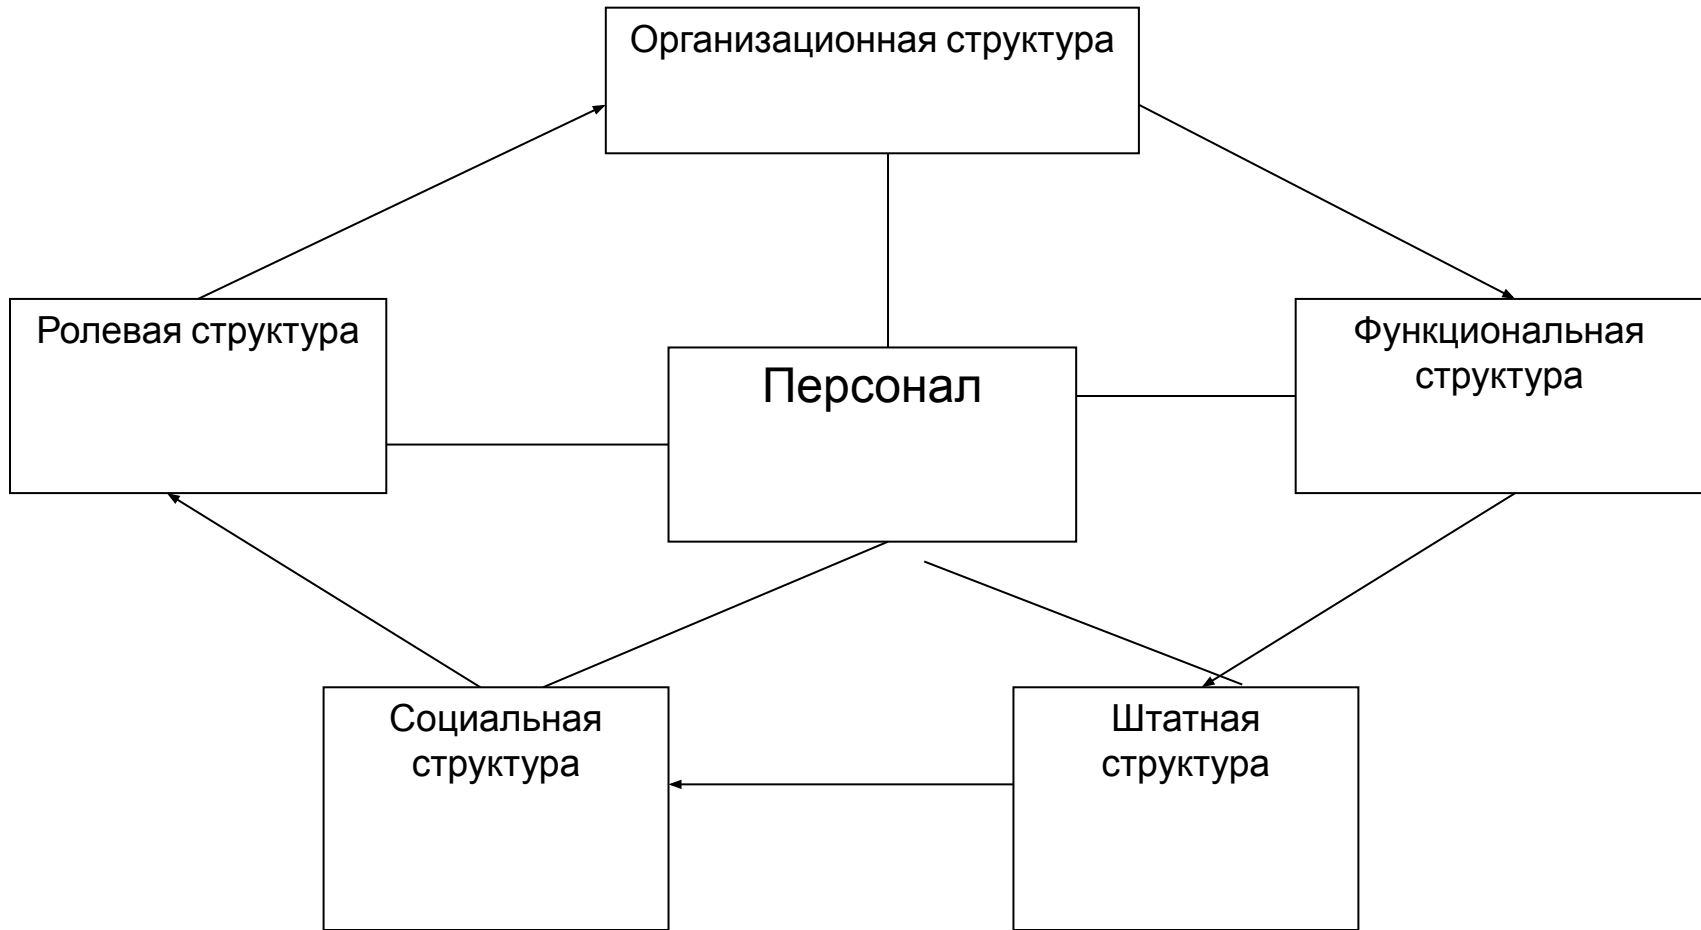 Организационная структура
Ролевая структура
Функциональная
структура
Персонал
Социальная
структура
Штатная
структура